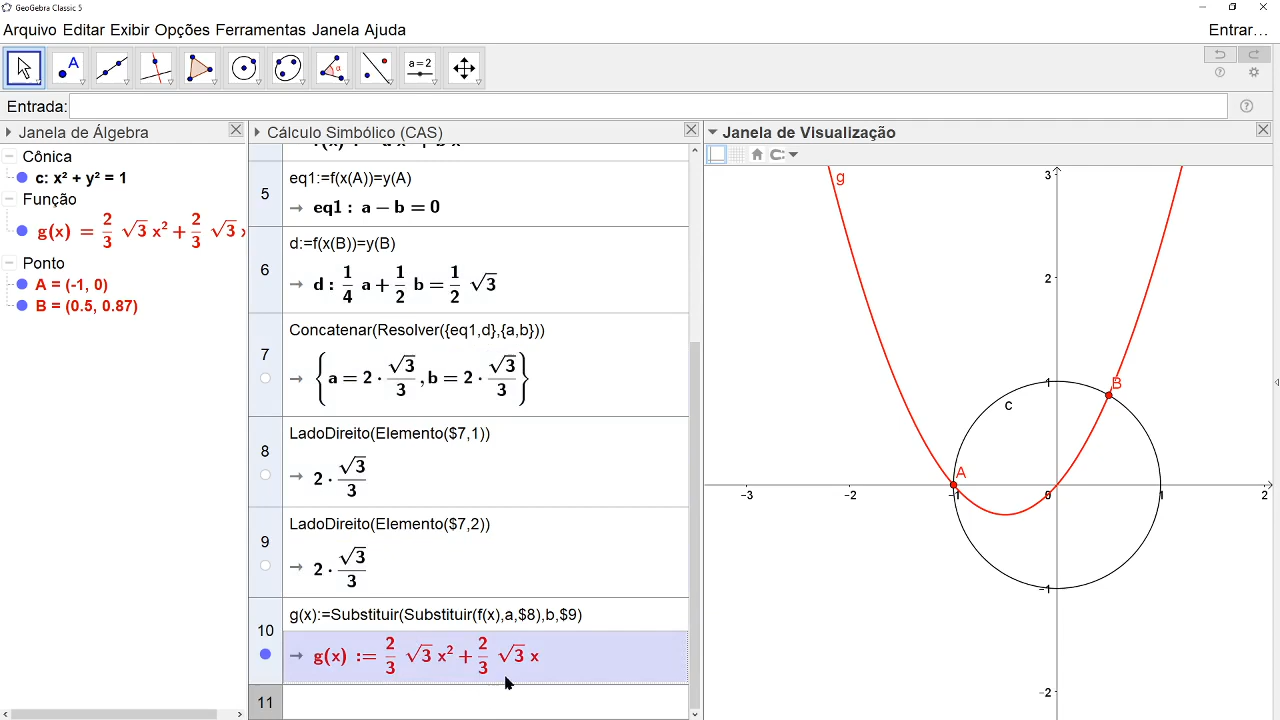 GeoGebra Classic 5
Arquivo Editar Exibir Opções Ferramentas Janela Ajuda
Entrar…
A
α
a=2
Entrada:
Janela de Álgebra
Cônica
c: x² + y² = 1
Função
g(x) = 2/3 √3 x² + 2/3 √3 x
Ponto
A = (-1, 0)
B = (0.5, 0.87)
Cálculo Simbólico (CAS)
5
eq1:=f(x(A))=y(A)
→ eq1 : a − b = 0
6
d:=f(x(B))=y(B)
→ d : 1/4 a + 1/2 b = 1/2 √3
7
Concatenar(Resolver({eq1,d},{a,b}))
→ {a = 2 · √3/3 , b = 2 · √3/3}
8
LadoDireito(Elemento($7,1))
→ 2 · √3/3
9
LadoDireito(Elemento($7,2))
→ 2 · √3/3
10
g(x):=Substituir(Substituir(f(x),a,$8),b,$9)
→ g(x) := 2/3 √3 x² + 2/3 √3 x
11
Janela de Visualização
g
3
2
1
B
c
A
−3
−2
−1
0
1
2
−1
−2